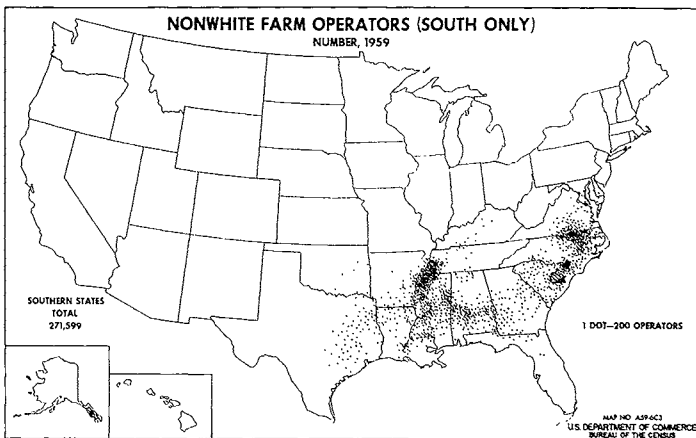 NONWHITE FARM OPERATORS (SOUTH ONLY)
NUMBER, 1959
SOUTHERN STATES
TOTAL
271,599
1 DOT—200 OPERATORS
MAP NO A59-6C3
U.S. DEPARTMENT OF COMMERCE
BUREAU OF THE CENSUS